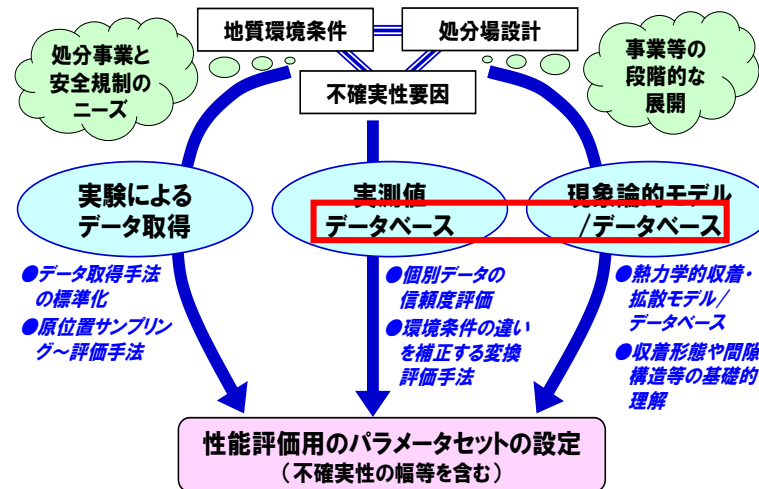 地質環境条件
処分場設計
処分事業と
安全規制の
ニーズ
不確実性要因
事業等の
段階的な
展開
実験による
データ取得
実測値
データベース
現象論的モデル
/データベース
●データ取得手法
の標準化
●原位置サンプリン
グ～評価手法
●個別データの
信頼度評価
●環境条件の違い
を補正する変換
評価手法
●熱力学的収着・
拡散モデル/
データベース
●収着形態や間隙
構造等の基礎的
理解
性能評価用のパラメータセットの設定
（不確実性の幅等を含む）